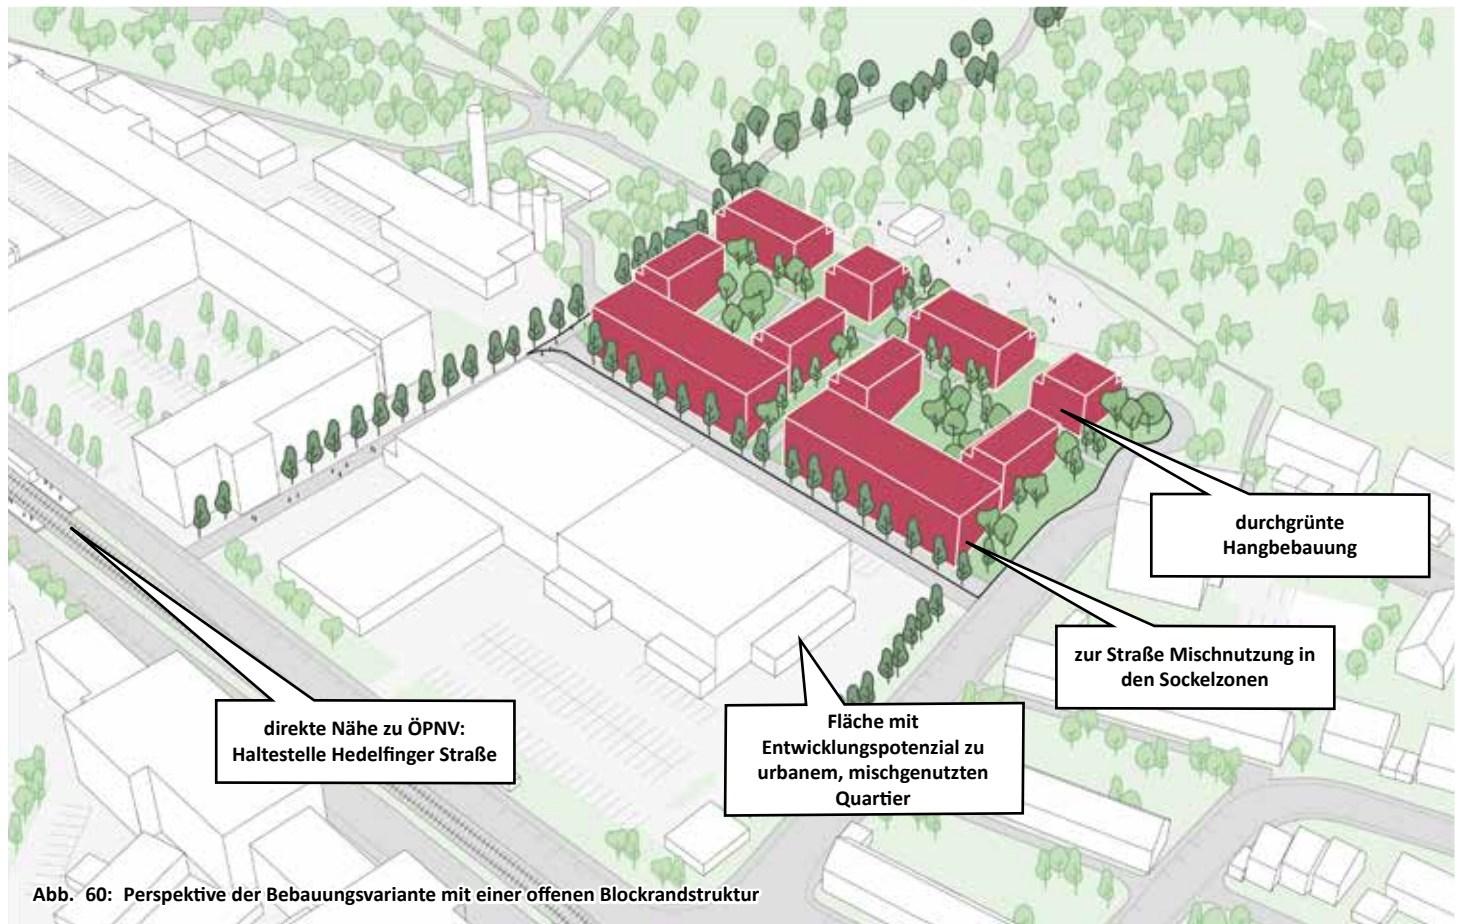 durchgrünte
Hangbebauung
zur Straße Mischnutzung in
den Sockelzonen
direkte Nähe zu ÖPNV:
Haltestelle Hedelfinger Straße
Fläche mit
Entwicklungspotenzial zu
urbanem, mischgenutzten
Quartier
Abb. 60: Perspektive der Bebauungsvariante mit einer offenen Blockrandstruktur